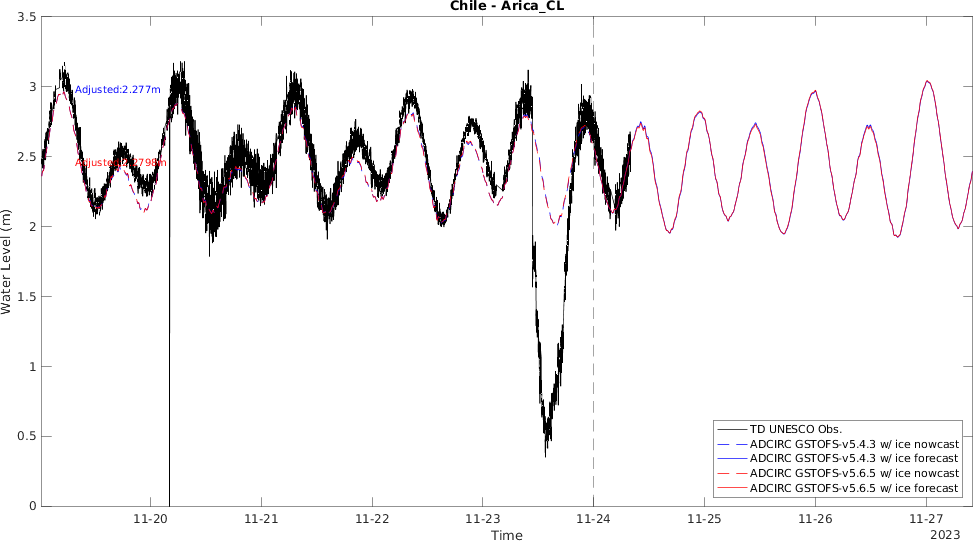 Chile - Arica_CL
3.5
3
2.5
2
1.5
1
0.5
0
Water Level (m)
Adjusted:2.277m
11-20
11-21
11-22
11-23
11-24
11-25
11-26
11-27
Time
2023
TD UNESCO Obs.
ADCIRC GSTOFS-v5.4.3 w/ ice nowcast
ADCIRC GSTOFS-v5.4.3 w/ ice forecast
ADCIRC GSTOFS-v5.6.5 w/ ice nowcast
ADCIRC GSTOFS-v5.6.5 w/ ice forecast